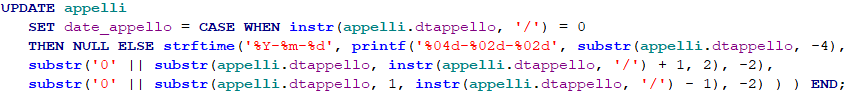 UPDATE appelli
SET date_appello = CASE WHEN instr(appelli.dtappello, '/') = 0
THEN NULL ELSE strftime('%Y-%m-%d', printf('%04d-%02d-%02d', substr(appelli.dtappello, -4),
substr('0' || substr(appelli.dtappello, instr(appelli.dtappello, '/') + 1, 2), -2),
substr('0' || substr(appelli.dtappello, 1, instr(appelli.dtappello, '/') - 1), -2) ) ) END;